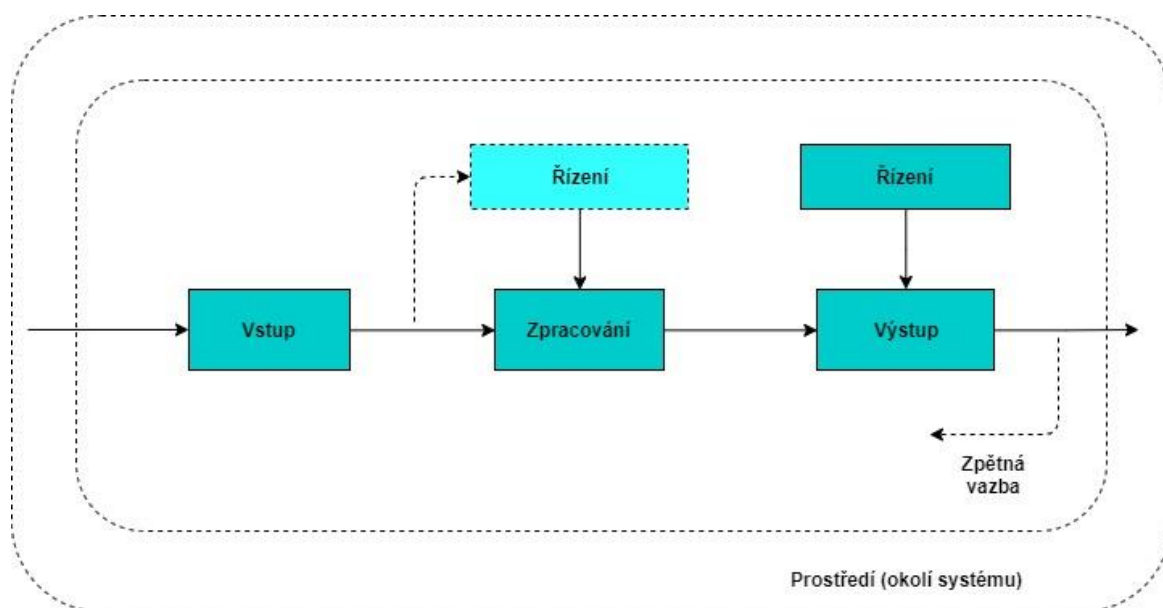 Řízení
Řízení
Vstup
Zpracování
Výstup
Zpětná
vazba
Prostředí (okolí systému)